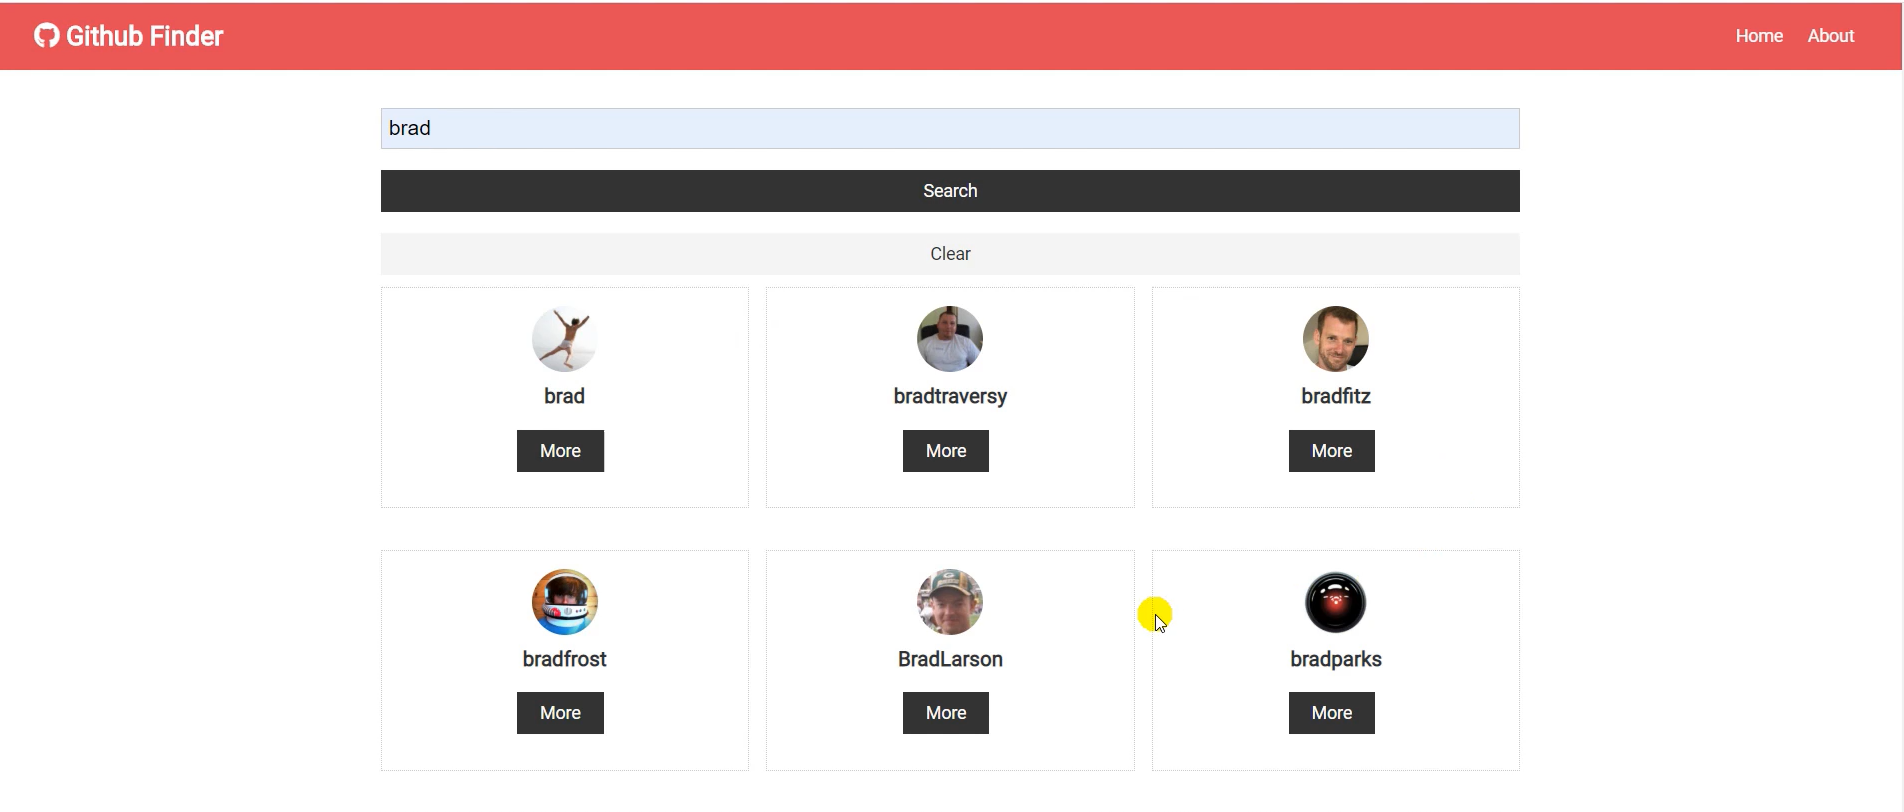 Github Finder
Home About
brad
Search
Clear
brad bradtraversy bradfitz
More More More
bradfrost BradLarson bradparks
More More More